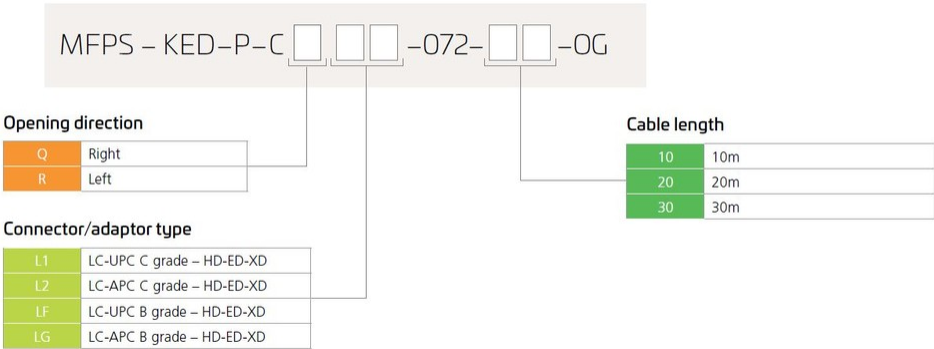 MFPS – KED-P-C□ □□ -072-□□ -0G
Opening direction
Q Right
R Left
Cable length
10 10m
20 20m
30 30m
Connector/adaptor type
L1 LC-UPC C grade – HD-ED-XD
L2 LC-APC C grade – HD-ED-XD
LF LC-UPC B grade – HD-ED-XD
LG LC-APC B grade – HD-ED-XD